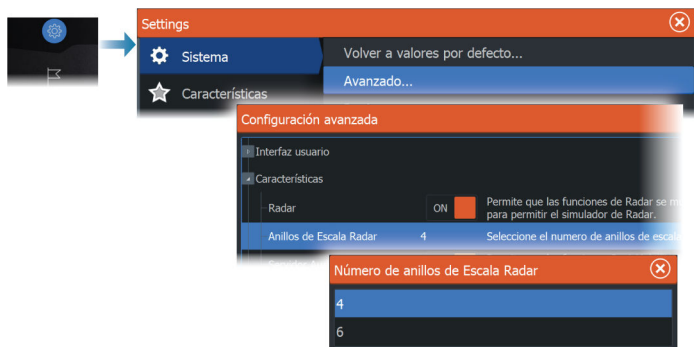 Settings
Sistema
Volver a valores por defecto...
Avanzado...
Características
Configuración avanzada
Interfaz usuario
Características
Radar
ON
Permite que las funciones de Radar se
para permitir el simulador de Radar.
Anillos de Escala Radar
4
Seleccione el numero de anillos de escala
Número de anillos de Escala Radar
4
6